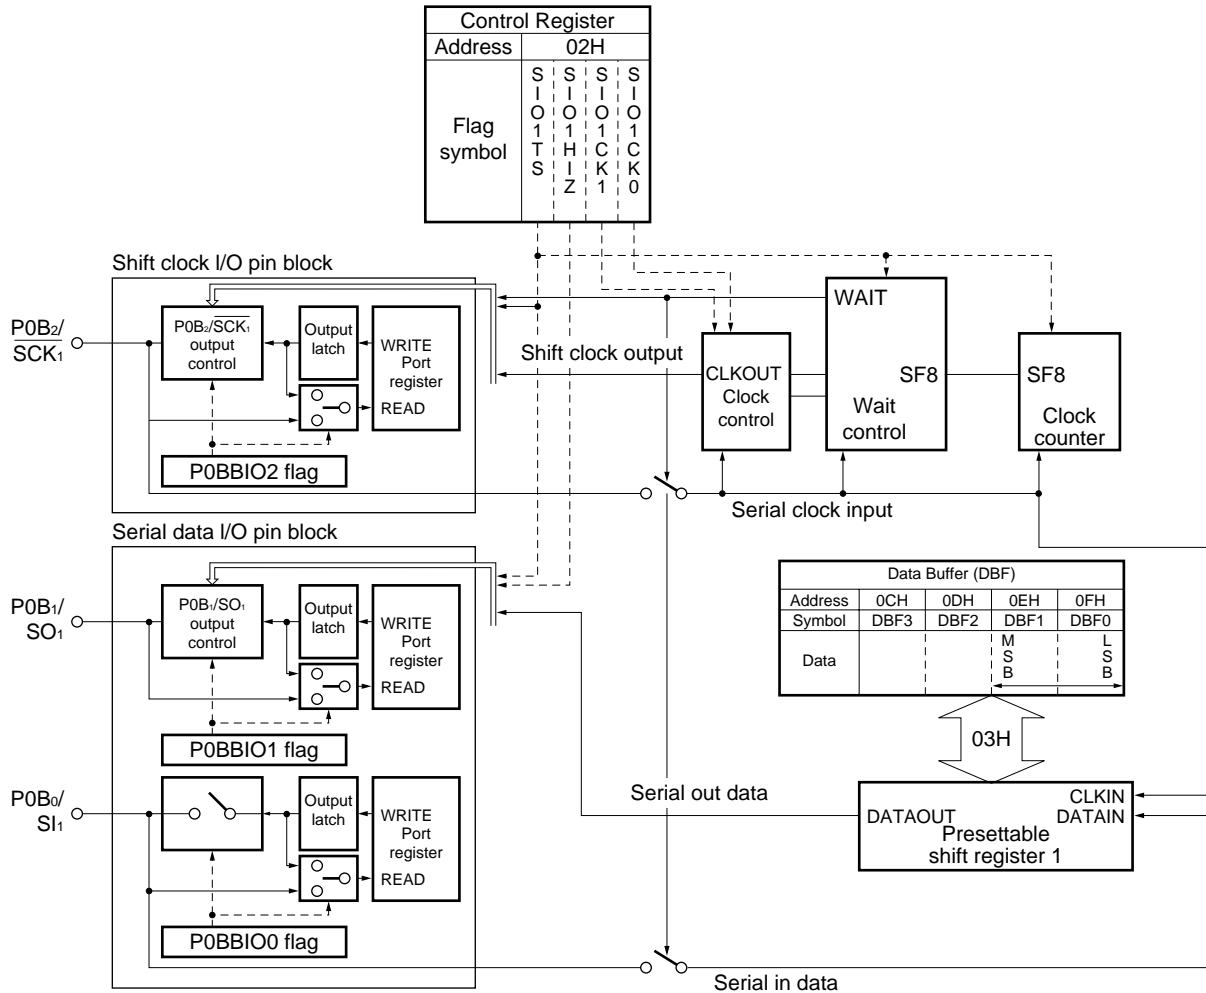 Control Register
Address 02H
Flag symbol
SIO1TS
SIO1HIZ
SIO1CK1
SIO1CK0
Shift clock I/O pin block
P0B2/
SCK1
P0B2/SCK1
output
control
Output
latch
WRITE
Port
register
READ
P0BBIO2 flag
Shift clock output
CLKOUT
Clock
control
WAIT
SF8
Wait
control
SF8
Clock
counter
Serial clock input
Serial data I/O pin block
P0B1/
SO1
P0B1/SO1
output
control
Output
latch
WRITE
Port
register
READ
P0BBIO1 flag
P0B0/
SI1
Output
latch
WRITE
Port
register
READ
P0BBIO0 flag
Data Buffer (DBF)
Address 0CH 0DH 0EH 0FH
Symbol DBF3 DBF2 DBF1 DBF0
Data MSB LSB
03H
Serial out data
CLKIN
DATAOUT DATAIN
Presettable
shift register 1
Serial in data